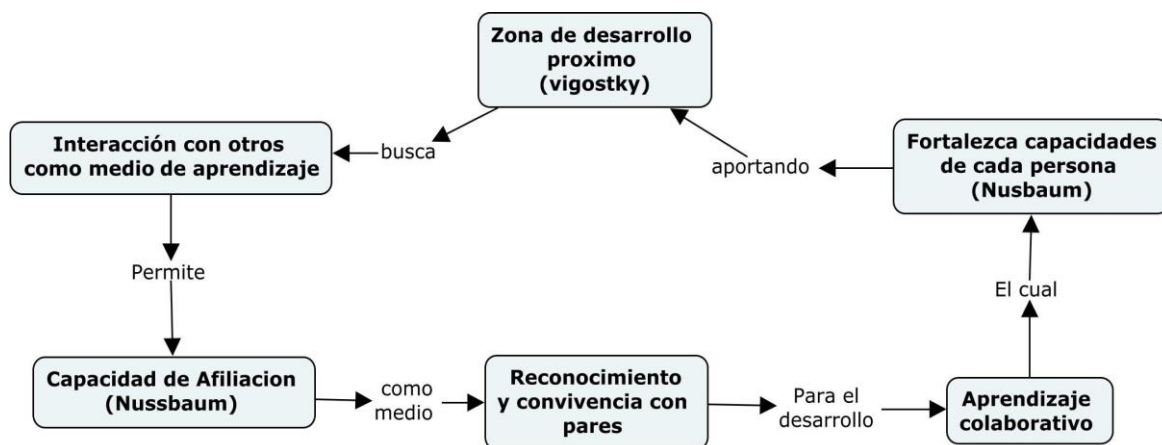 Zona de desarrollo
proximo
(vigostky)
busca
Interacción con otros
como medio de aprendizaje
Permite
Capacidad de Afiliacion
(Nussbaum)
como
medio
Reconocimiento
y convivencia con
pares
Para el
desarrollo
Aprendizaje
colaborativo
El cual
Fortalezca capacidades
de cada persona
(Nusbaum)
aportando